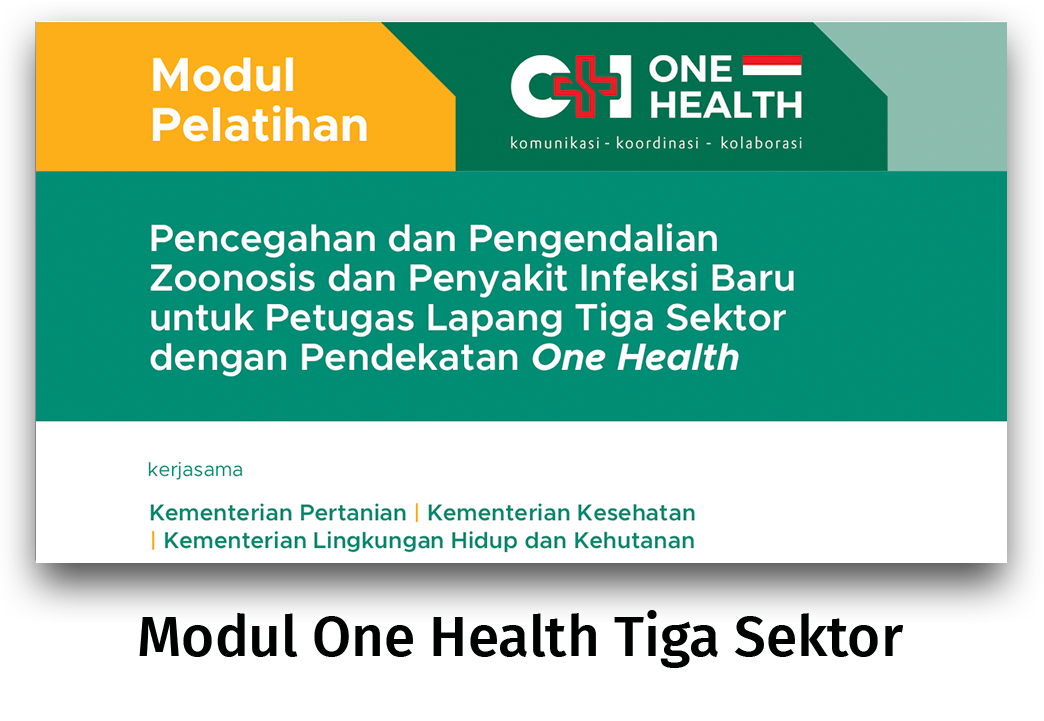 Modul
Pelatihan
OH ONE
HEALTH
komunikasi - koordinasi - kolaborasi
Pencegahan dan Pengendalian
Zoonosis dan Penyakit Infeksi Baru
untuk Petugas Lapang Tiga Sektor
dengan Pendekatan One Health
kerjasama
Kementerian Pertanian | Kementerian Kesehatan
| Kementerian Lingkungan Hidup dan Kehutanan
Modul One Health Tiga Sektor